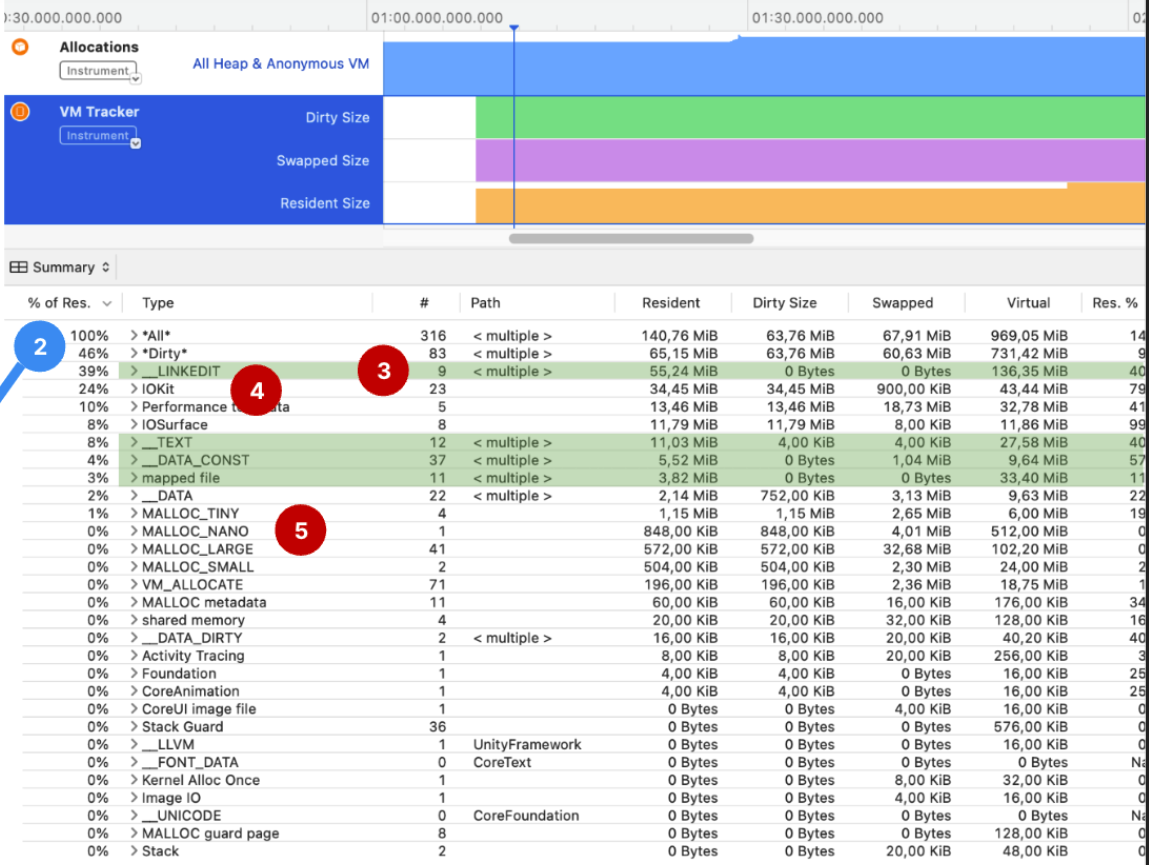 0:30.000.000.000 01:00.000.000.000 01:30.000.000.000 02
Allocations
Instrument
All Heap & Anonymous VM
VM Tracker
Instrument
Dirty Size
Swapped Size
Resident Size
Summary
% of Res. Type # Path Resident Dirty Size Swapped Virtual Res. %
100% *All* 316 < multiple > 140,76 MiB 63,76 MiB 67,91 MiB 969,05 MiB 14
2
46% *Dirty* 83 < multiple > 65,15 MiB 63,76 MiB 60,63 MiB 731,42 MiB 9
39% __LINKEDIT 9 < multiple > 55,24 MiB 0 Bytes 0 Bytes 136,35 MiB 40
3
24% IOKit 23 34,45 MiB 34,45 MiB 900,00 KiB 43,44 MiB 79
4
10% Performance ta 5 13,46 MiB 13,46 MiB 18,73 MiB 32,78 MiB 41
8% IOSurface 8 11,79 MiB 11,79 MiB 8,00 KiB 11,86 MiB 99
8% __TEXT 12 < multiple > 11,03 MiB 4,00 KiB 4,00 KiB 27,58 MiB 40
4% __DATA_CONST 37 < multiple > 5,52 MiB 0 Bytes 1,04 MiB 9,64 MiB 57
3% mapped file 11 < multiple > 3,82 MiB 0 Bytes 0 Bytes 33,40 MiB 11
2% __DATA 22 < multiple > 2,14 MiB 752,00 KiB 3,13 MiB 9,63 MiB 22
1% MALLOC_TINY 4 1,15 MiB 1,15 MiB 2,65 MiB 6,00 MiB 19
0% MALLOC_NANO 1 848,00 KiB 848,00 KiB 4,01 MiB 512,00 MiB 0
5
0% MALLOC_LARGE 41 572,00 KiB 572,00 KiB 32,68 MiB 102,20 MiB 0
0% MALLOC_SMALL 2 504,00 KiB 504,00 KiB 2,30 MiB 24,00 MiB 2
0% VM_ALLOCATE 71 196,00 KiB 196,00 KiB 2,36 MiB 18,75 MiB 1
0% MALLOC metadata 11 60,00 KiB 60,00 KiB 16,00 KiB 176,00 KiB 34
0% shared memory 4 20,00 KiB 20,00 KiB 32,00 KiB 128,00 KiB 16
0% __DATA_DIRTY 2 < multiple > 16,00 KiB 16,00 KiB 20,00 KiB 40,20 KiB 40
0% Activity Tracing 1 8,00 KiB 8,00 KiB 20,00 KiB 256,00 KiB 3
0% Foundation 1 4,00 KiB 4,00 KiB 0 Bytes 16,00 KiB 25
0% CoreAnimation 1 4,00 KiB 4,00 KiB 0 Bytes 16,00 KiB 25
0% CoreUI image file 1 0 Bytes 0 Bytes 4,00 KiB 16,00 KiB 0
0% Stack Guard 36 0 Bytes 0 Bytes 0 Bytes 576,00 KiB 0
0% __LLVM 1 UnityFramework 0 Bytes 0 Bytes 0 Bytes 16,00 KiB 0
0% __FONT_DATA 0 CoreText 0 Bytes 0 Bytes 0 Bytes 0 Bytes Na
0% Kernel Alloc Once 1 0 Bytes 0 Bytes 8,00 KiB 32,00 KiB 0
0% Image IO 1 0 Bytes 0 Bytes 4,00 KiB 16,00 KiB 0
0% __UNICODE 0 CoreFoundation 0 Bytes 0 Bytes 0 Bytes 0 Bytes Na
0% MALLOC guard page 8 0 Bytes 0 Bytes 0 Bytes 128,00 KiB 0
0% Stack 2 0 Bytes 0 Bytes 20,00 KiB 48,00 KiB 0